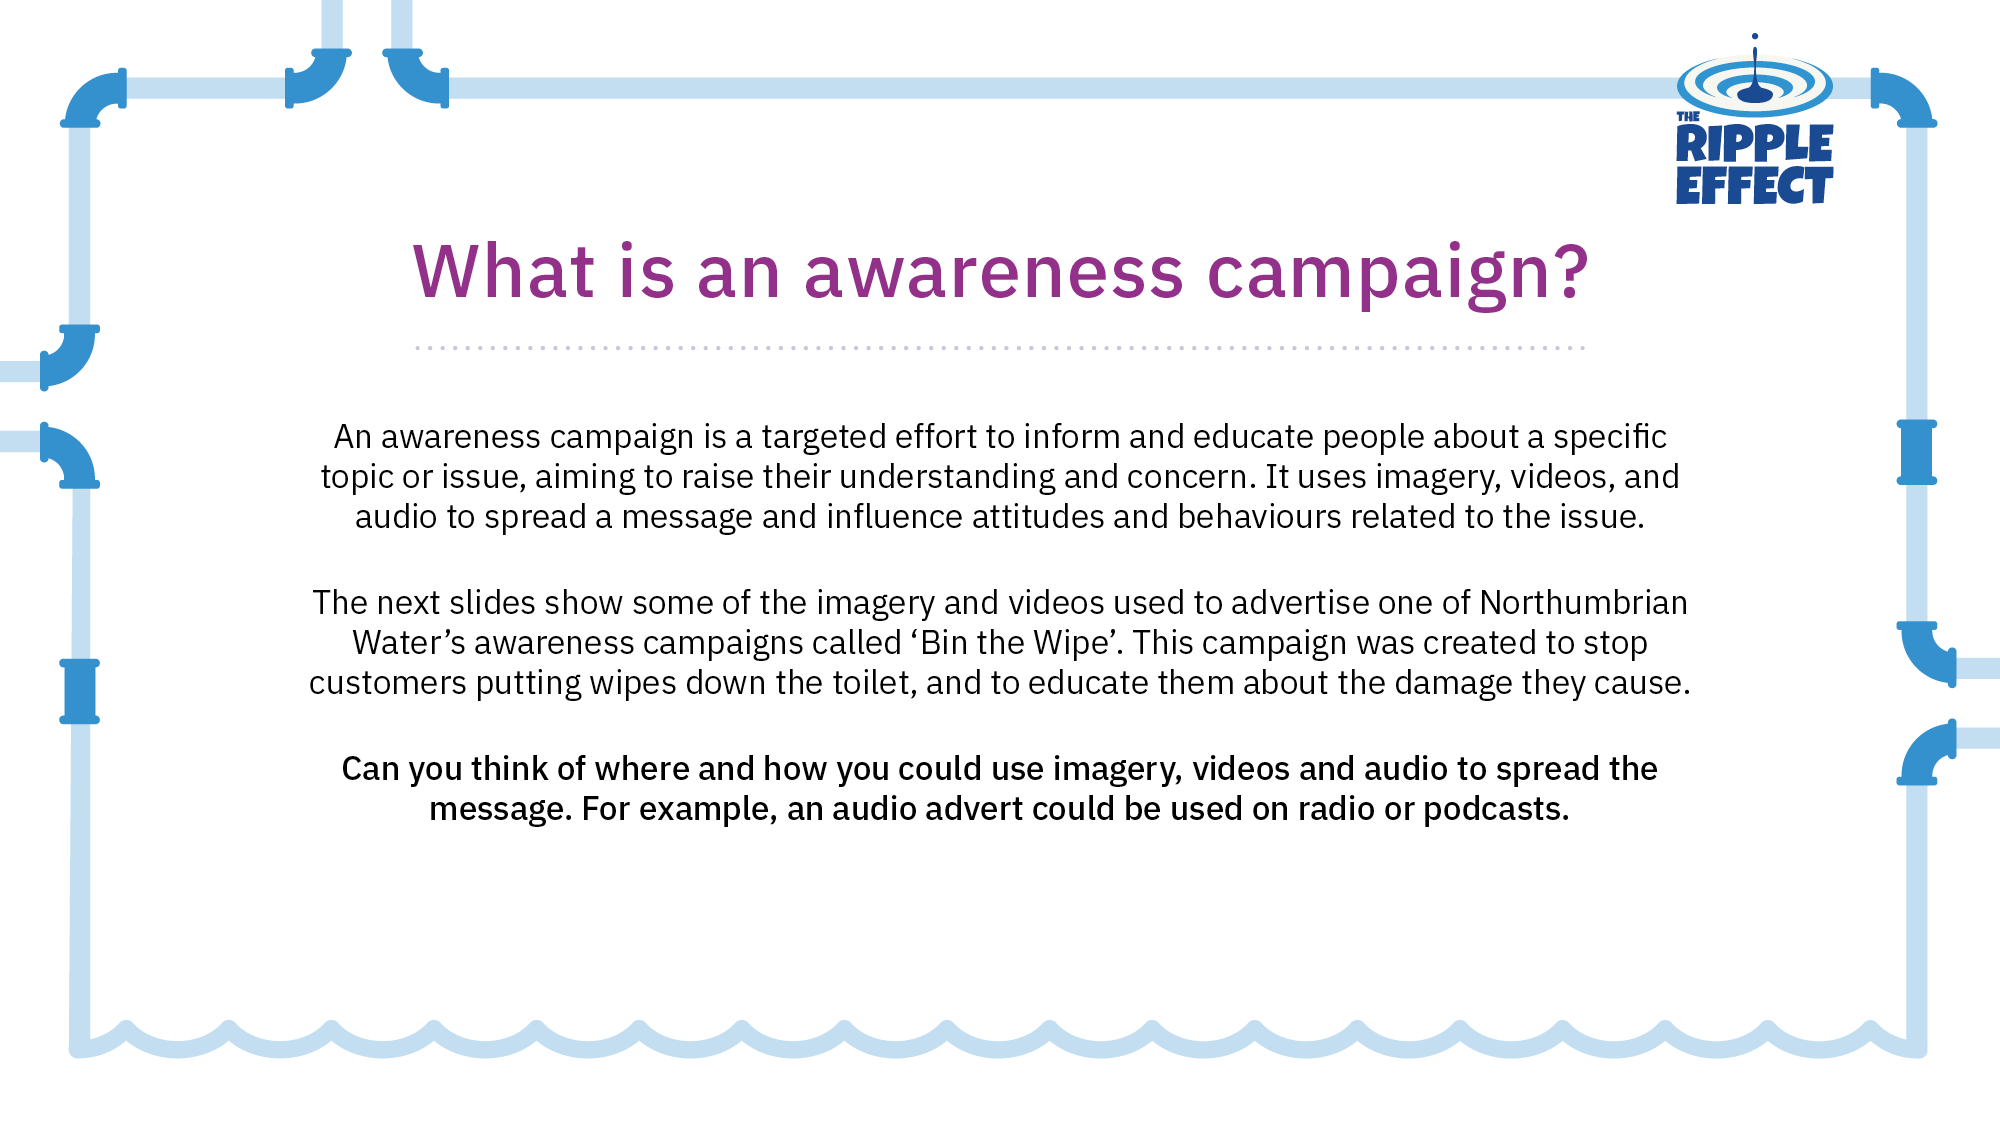 THE
RIPPLE
EFFECT
What is an awareness campaign?
An awareness campaign is a targeted effort to inform and educate people about a specific
topic or issue, aiming to raise their understanding and concern. It uses imagery, videos, and
audio to spread a message and influence attitudes and behaviours related to the issue.
The next slides show some of the imagery and videos used to advertise one of Northumbrian
Water’s awareness campaigns called ‘Bin the Wipe’. This campaign was created to stop
customers putting wipes down the toilet, and to educate them about the damage they cause.
Can you think of where and how you could use imagery, videos and audio to spread the
message. For example, an audio advert could be used on radio or podcasts.